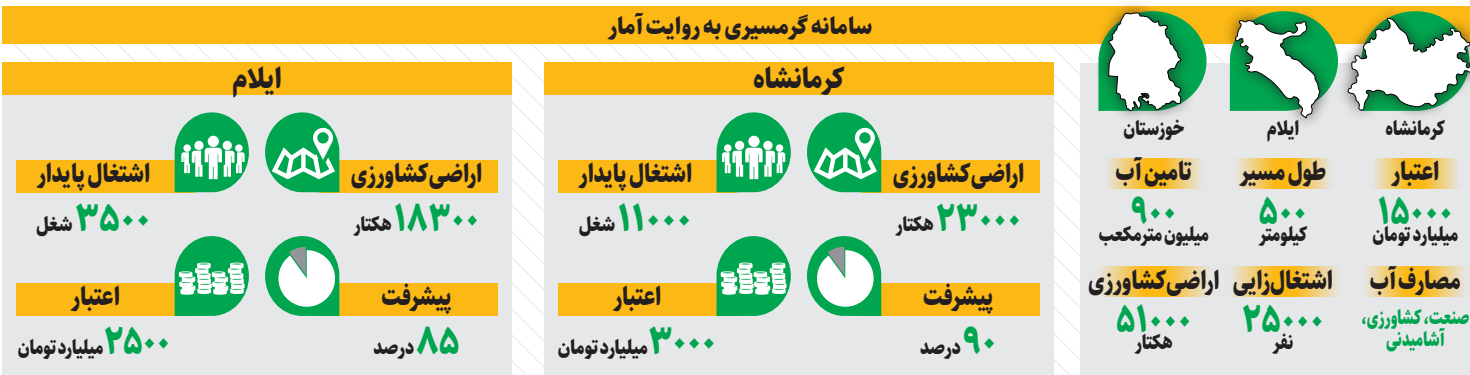 سامانه گرمسیری به روایت آمار
کرمانشاه
ایلام
خوزستان
اعتبار
۱۵۰۰۰
میلیارد تومان
طول مسیر
۵۰۰
کیلومتر
تامین آب
۹۰۰
میلیون مترمکعب
مصارف آب
صنعت، کشاورزی،
آشامیدنی
اشتغال‌زایی
۲۵۰۰۰
نفر
اراضی کشاورزی
۵۱۰۰۰
هکتار
کرمانشاه
اراضی کشاورزی
۲۳۰۰۰ هکتار
اشتغال پایدار
۱۱۰۰۰ شغل
پیشرفت
۹۰ درصد
اعتبار
۳۰۰۰ میلیارد تومان
ایلام
اراضی کشاورزی
۱۸۳۰۰ هکتار
اشتغال پایدار
۳۵۰۰ شغل
پیشرفت
۸۵ درصد
اعتبار
۲۵۰۰ میلیارد تومان